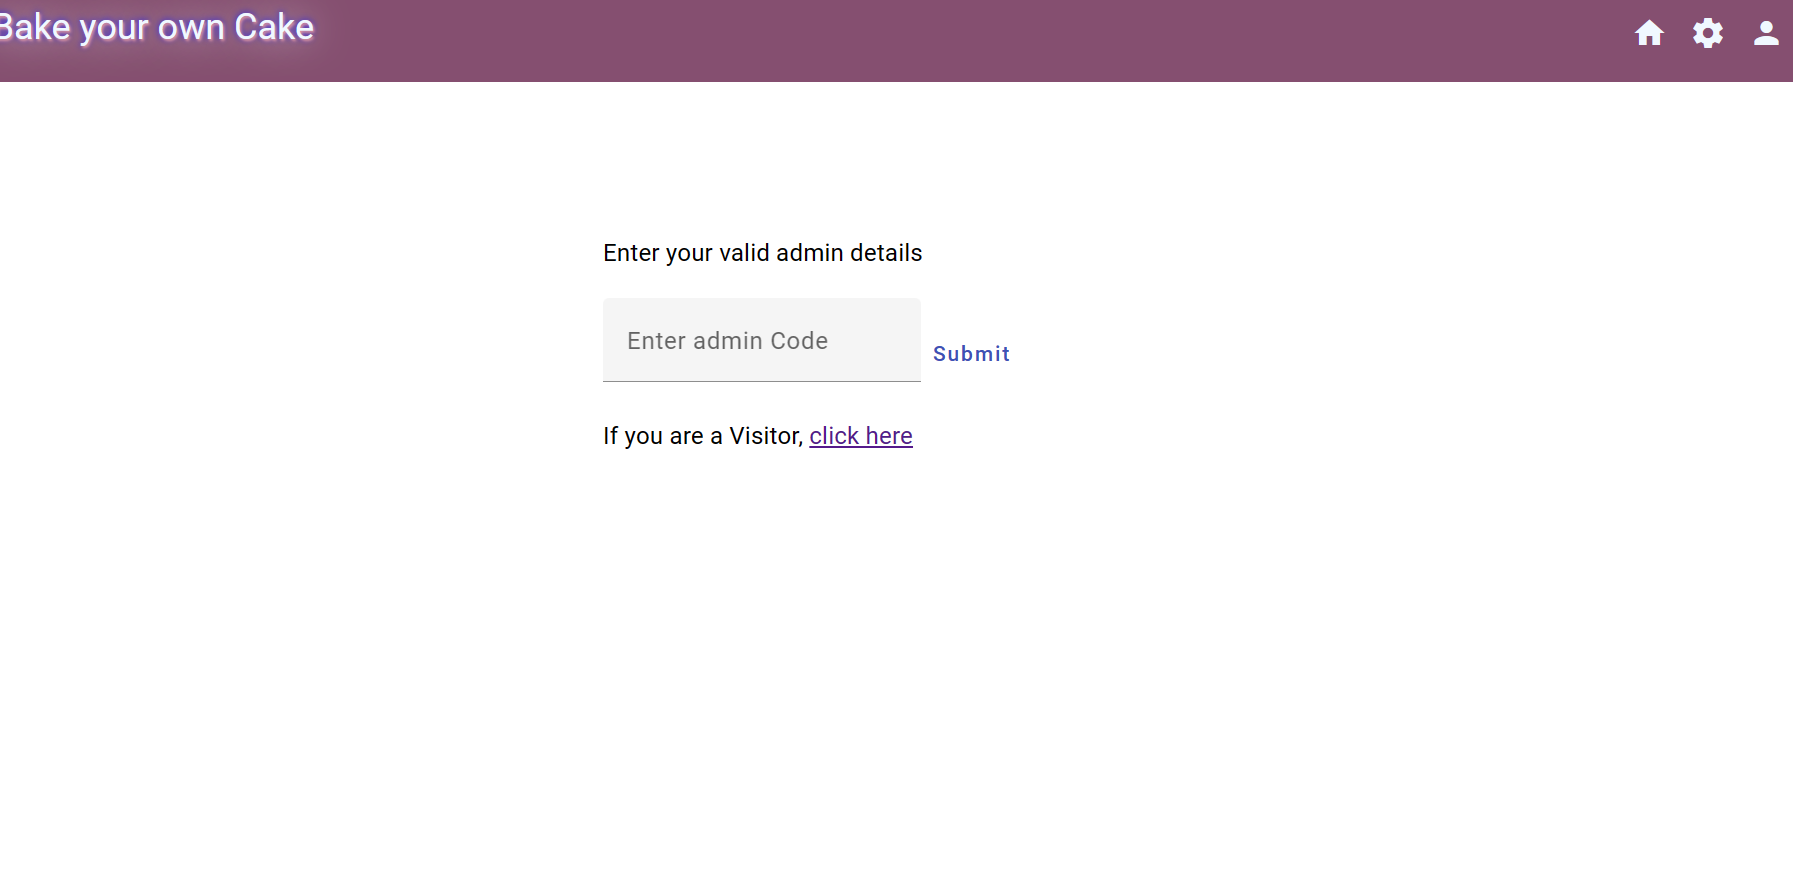 Bake your own Cake
Enter your valid admin details
Enter admin Code
Submit
If you are a Visitor, click here